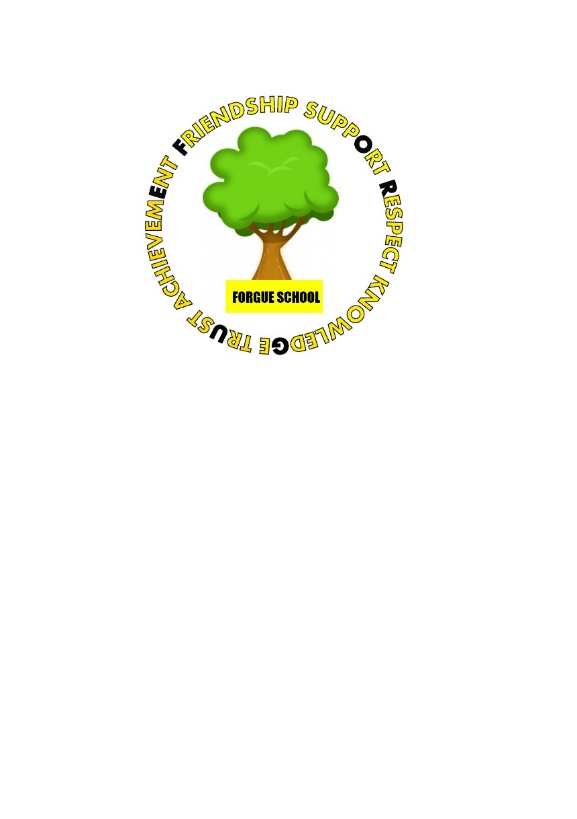 FRIENDSHIP SUPPORT RESPECT KNOWLEDGE TRUST ACHIEVEMENT
FORGUE SCHOOL